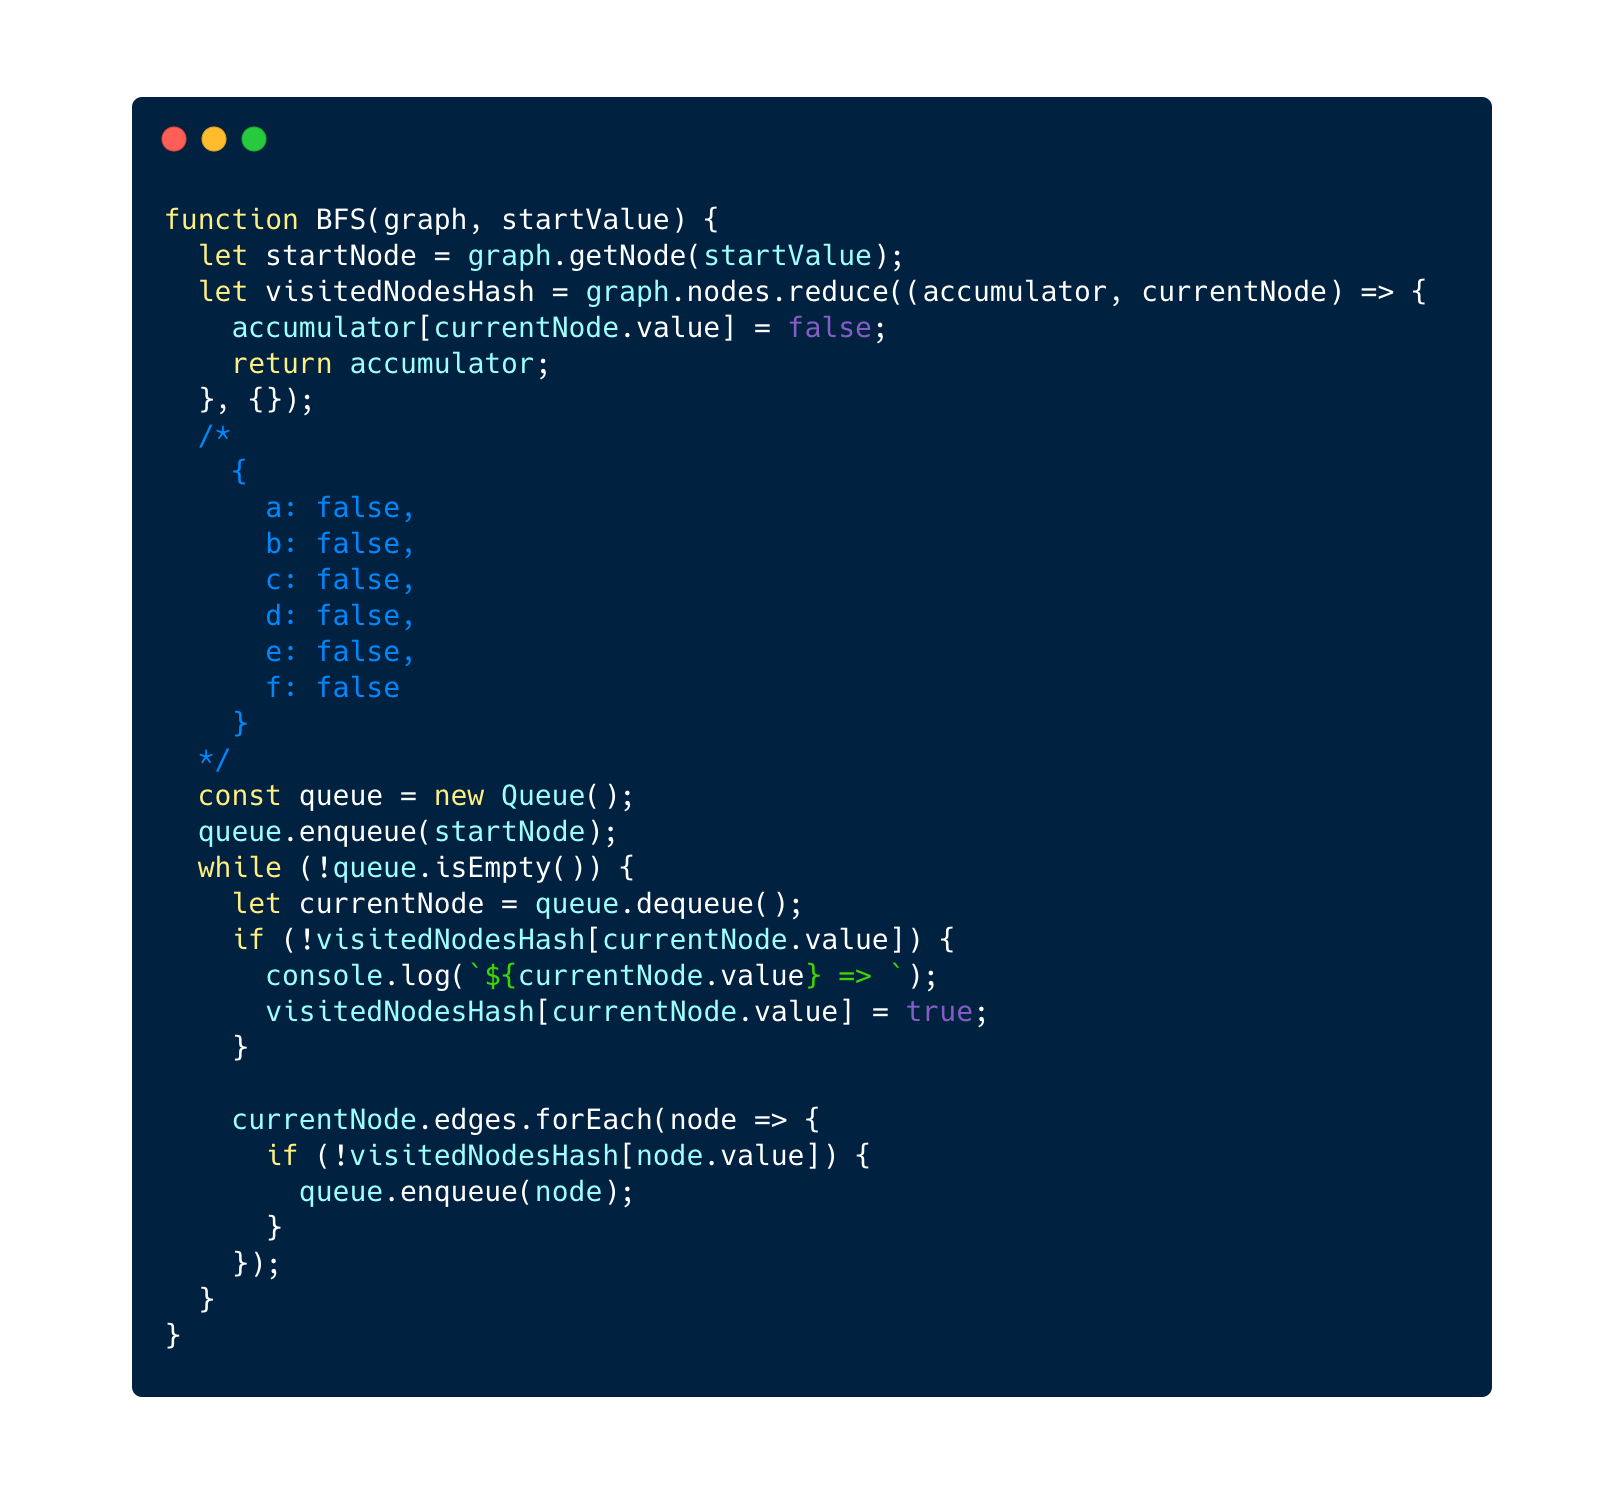 function BFS(graph, startValue) {
  let startNode = graph.getNode(startValue);
  let visitedNodesHash = graph.nodes.reduce((accumulator, currentNode) => {
    accumulator[currentNode.value] = false;
    return accumulator;
  }, {});
  /*
    {
      a: false,
      b: false,
      c: false,
      d: false,
      e: false,
      f: false
    }
  */
  const queue = new Queue();
  queue.enqueue(startNode);
  while (!queue.isEmpty()) {
    let currentNode = queue.dequeue();
    if (!visitedNodesHash[currentNode.value]) {
      console.log(`${currentNode.value} => `);
      visitedNodesHash[currentNode.value] = true;
    }

    currentNode.edges.forEach(node => {
      if (!visitedNodesHash[node.value]) {
        queue.enqueue(node);
      }
    });
  }
}